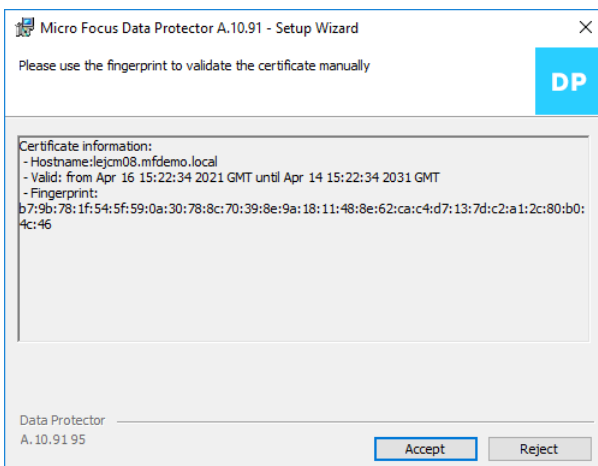 Micro Focus Data Protector A.10.91 - Setup Wizard
Please use the fingerprint to validate the certificate manually
DP
Certificate information:
- Hostname:lejcm08.mfdemo.local
- Valid: from Apr 16 15:22:34 2021 GMT until Apr 14 15:22:34 2031 GMT
- Fingerprint:
b7:9b:78:1f:54:5f:59:0a:30:78:8c:70:39:8e:9a:18:11:48:8e:62:ca:c4:d7:13:7d:c2:a1:2c:80:b0:
4c:46
Data Protector
A.10.91 95
Accept
Reject